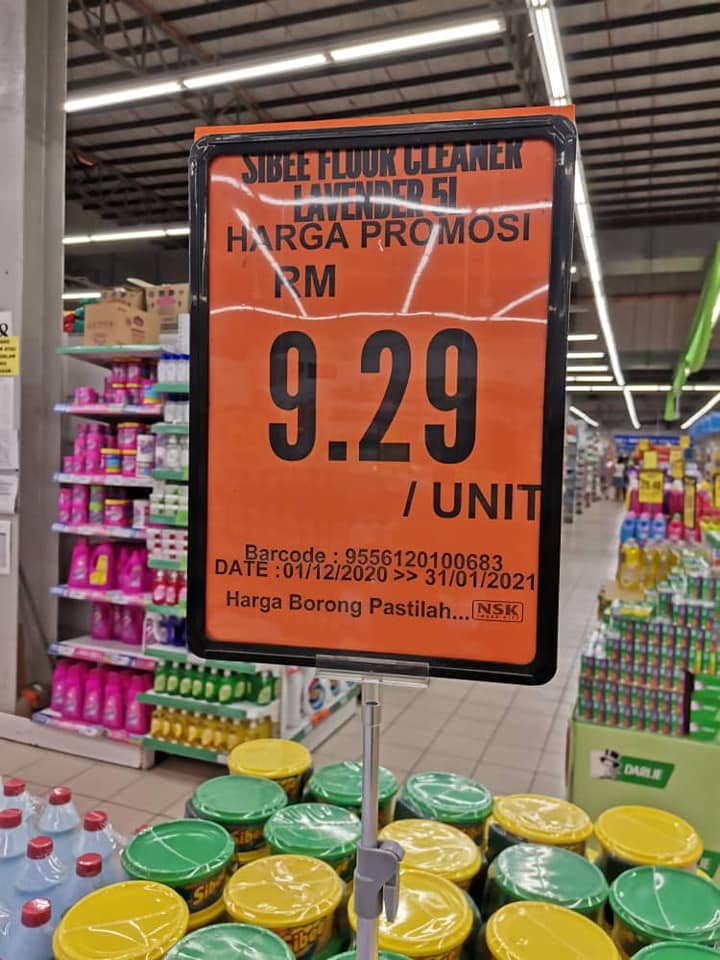 SIBEE FLOOR CLEANER
LAVENDER 5L
HARGA PROMOSI
RM
9.29
/ UNIT
Barcode : 9556120100683
DATE :01/12/2020 >> 31/01/2021
Harga Borong Pastilah... NSK
DARLIE
Sibee